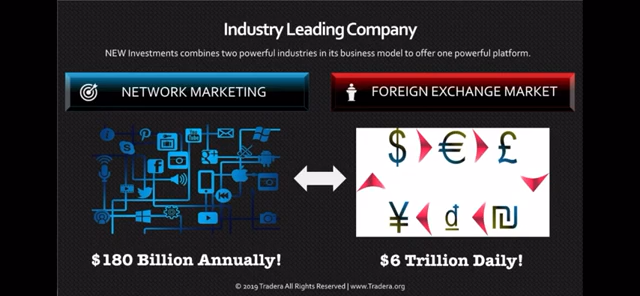 Industry Leading Company
NEW Investments combines two powerful industries in its business model to offer one powerful platform.
NETWORK MARKETING
FOREIGN EXCHANGE MARKET
$ € £
¥ ₫ ₪
$180 Billion Annually!
$6 Trillion Daily!
© 2019 Tradera All Rights Reserved | www.Tradera.org